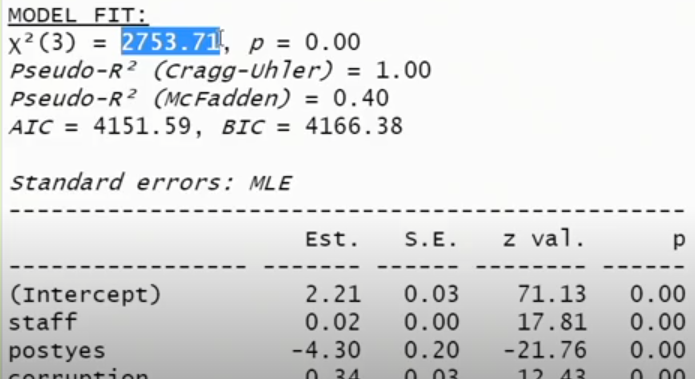 MODEL FIT:
χ²(3) = 2753.71, p = 0.00
Pseudo-R² (Cragg-Uhler) = 1.00
Pseudo-R² (McFadden) = 0.40
AIC = 4151.59, BIC = 4166.38
Standard errors: MLE
------------------------------------------------
Est. S.E. z val. p
----------------- ------- ------ -------- ------
(Intercept) 2.21 0.03 71.13 0.00
staff 0.02 0.00 17.81 0.00
postyes -4.30 0.20 -21.76 0.00
corruption 0.34 0.03 12.43 0.00